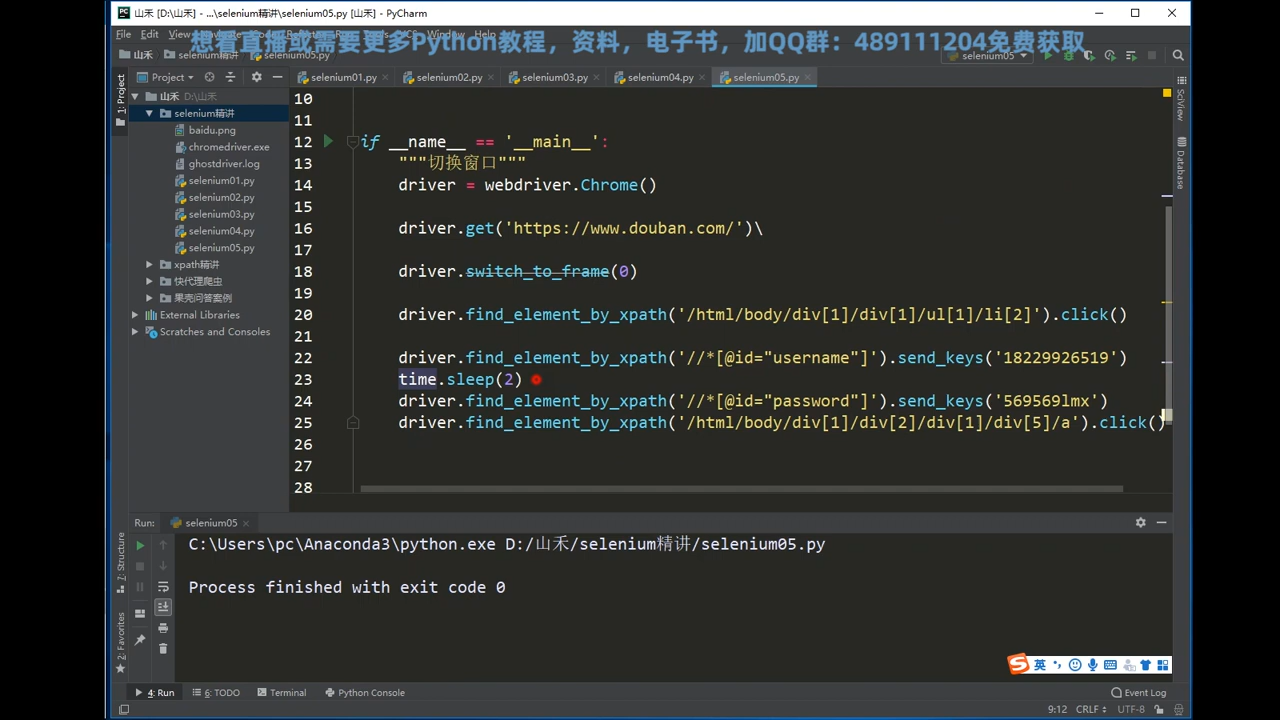 山禾 [D:\山禾] - ...\selenium精讲\selenium05.py [山禾] - PyCharm
File Edit View
Window Help
想看直播或需要更多Python教程，资料，电子书，加QQ群：489111204免费获取
山禾 selenium精讲 selenium05.py
selenium05
Project
selenium01.py selenium02.py selenium03.py selenium04.py selenium05.py
1: Project
山禾 D:\山禾
selenium精讲
baidu.png
chromedriver.exe
ghostdriver.log
selenium01.py
selenium02.py
selenium03.py
selenium04.py
selenium05.py
xpath精讲
快代理爬虫
果壳问答案例
External Libraries
Scratches and Consoles
10
11
12 if __name__ == '__main__':
13 """切换窗口"""
14 driver = webdriver.Chrome()
15
16 driver.get('https://www.douban.com/')\
17
18 driver.switch_to_frame(0)
19
20 driver.find_element_by_xpath('/html/body/div[1]/div[1]/ul[1]/li[2]').click()
21
22 driver.find_element_by_xpath('//*[@id="username"]').send_keys('18229926519')
23 time.sleep(2)
24 driver.find_element_by_xpath('//*[@id="password"]').send_keys('569569lmx')
25 driver.find_element_by_xpath('/html/body/div[1]/div[2]/div[1]/div[5]/a').click()
26
27
28
SciView
Database
Run: selenium05
C:\Users\pc\Anaconda3\python.exe D:/山禾/selenium精讲/selenium05.py
Process finished with exit code 0
7: Structure
2: Favorites
英
4: Run 6: TODO Terminal Python Console Event Log
9:12 CRLF UTF-8